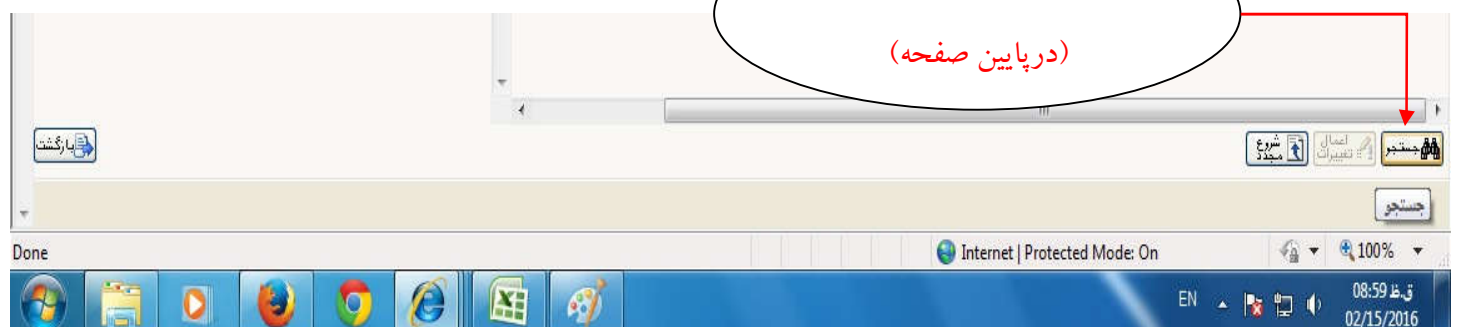 (درپایین صفحه)
جستجو
اعمال
تغییرات
شروع
مجدد
بازگشت
جستجو
Done
Internet | Protected Mode: On
100%
EN
08:59 ق.ظ
02/15/2016